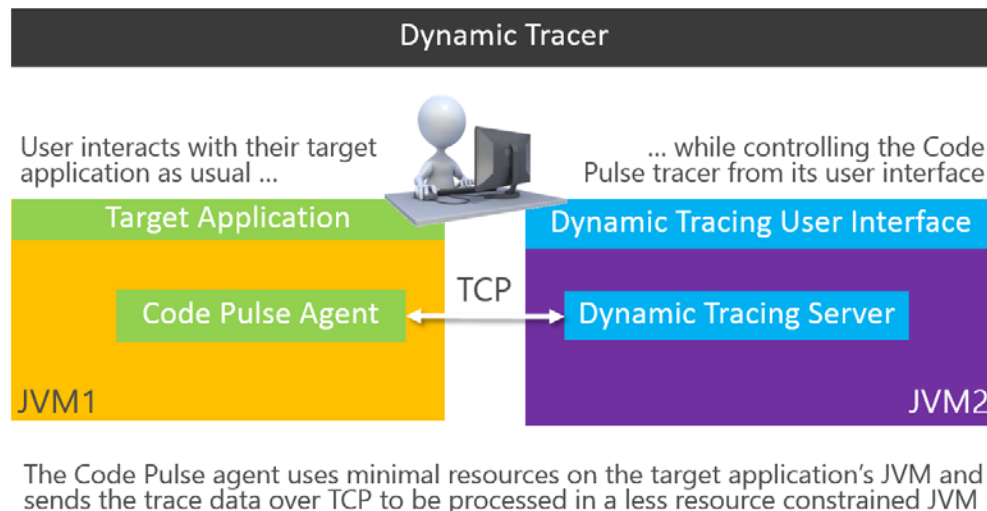 Dynamic Tracer
User interacts with their target
application as usual ...
... while controlling the Code
Pulse tracer from its user interface
Target Application
Dynamic Tracing User Interface
TCP
Code Pulse Agent
Dynamic Tracing Server
JVM1
JVM2
The Code Pulse agent uses minimal resources on the target application's JVM and
sends the trace data over TCP to be processed in a less resource constrained JVM